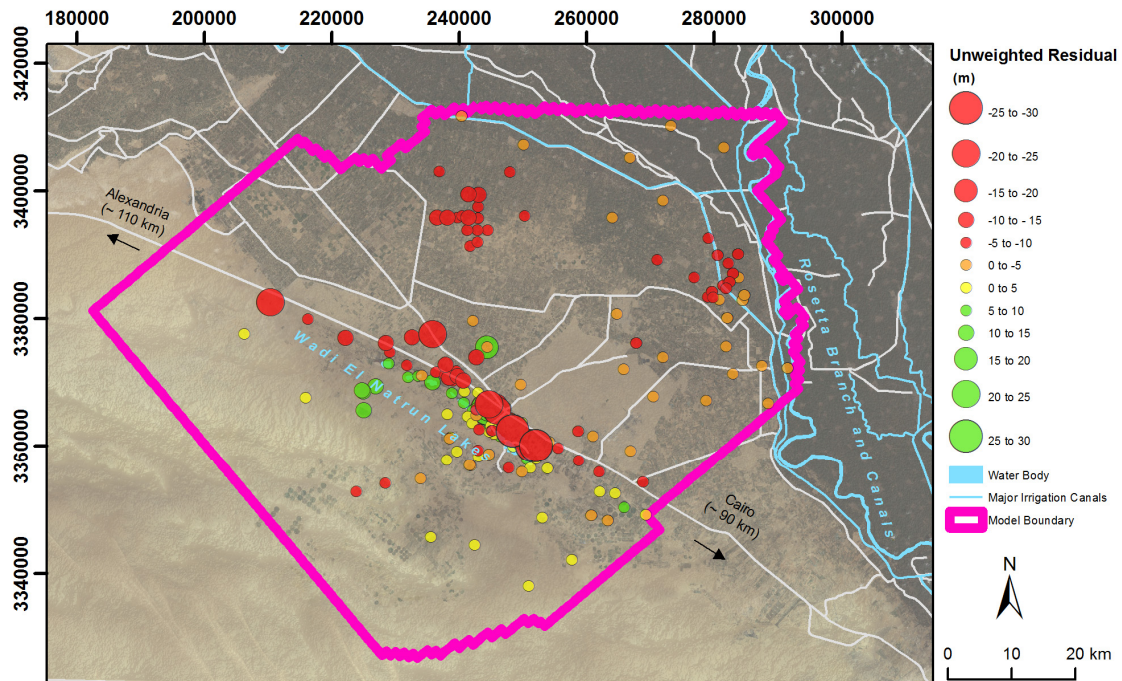 180000 200000 220000 240000 260000 280000 300000
3420000
3400000
3380000
3360000
3340000
Alexandria
(~ 110 km)
Wadi El Natrun Lakes
Cairo
(~ 90 km)
Rosetta Branch and Canals
Unweighted Residual
(m)
-25 to -30
-20 to -25
-15 to -20
-10 to - 15
-5 to -10
0 to -5
0 to 5
5 to 10
10 to 15
15 to 20
20 to 25
25 to 30
Water Body
Major Irrigation Canals
Model Boundary
N
0 10 20 km